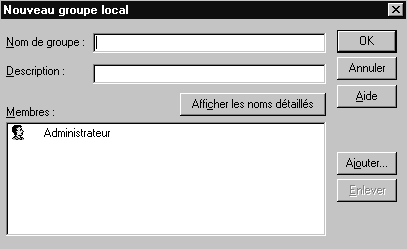 Nouveau groupe local
Nom de groupe :
OK
Description :
Annuler
Afficher les noms détaillés
Aide
Membres :
Administrateur
Ajouter...
Enlever